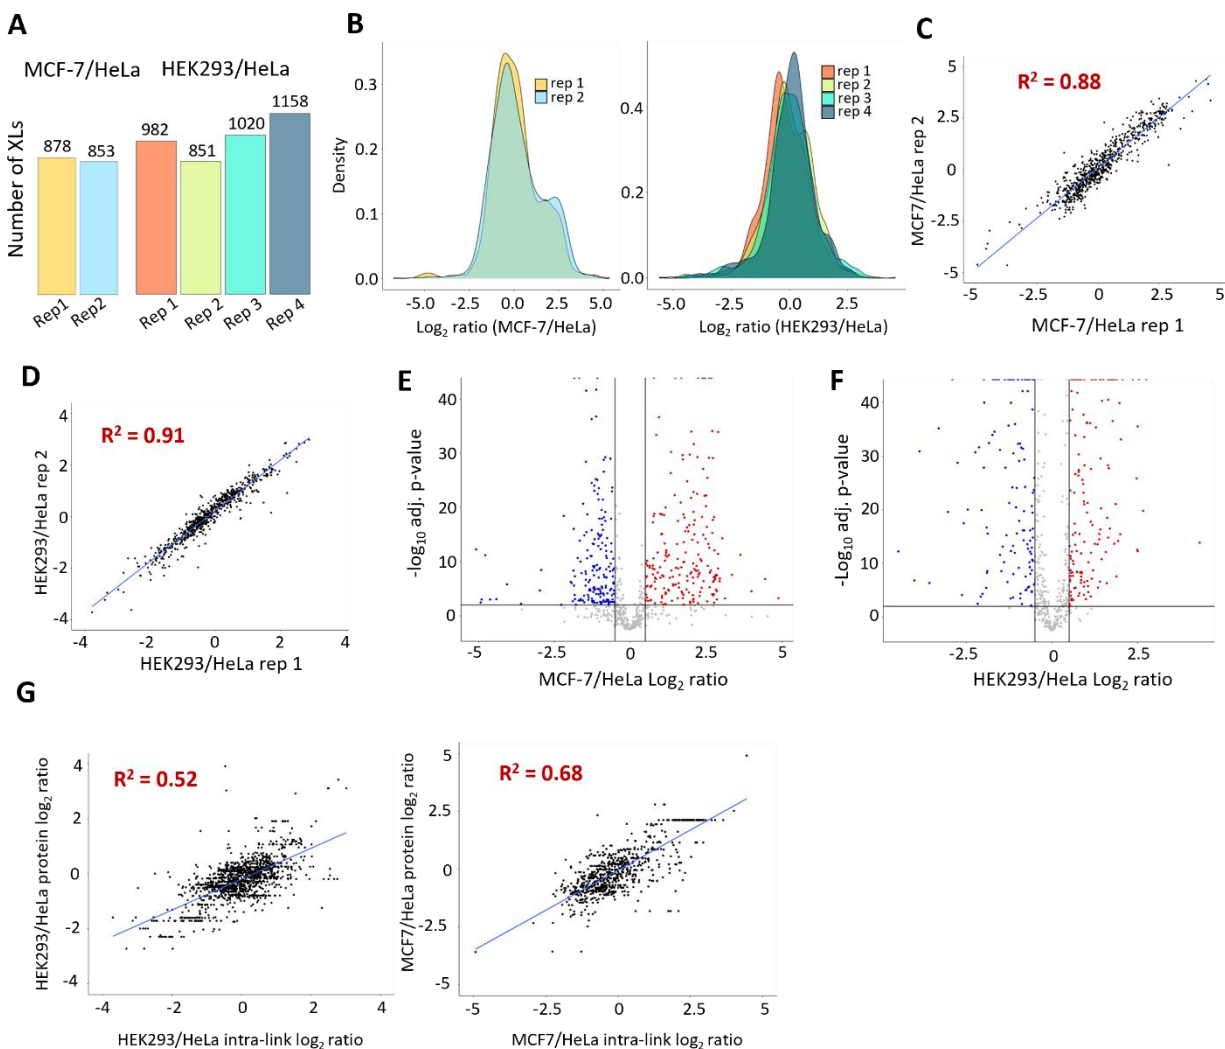 A
MCF-7/HeLa HEK293/HeLa
Number of XLs
878
853
982
851
1020
1158
Rep1
Rep2
Rep 1
Rep 2
Rep 3
Rep 4
B
Density
0.3
0.2
0.1
0.0
rep 1
rep 2
-5.0 -2.5 0.0 2.5 5.0
Log₂ ratio (MCF-7/HeLa)
0.4
0.2
0.0
rep 1
rep 2
rep 3
rep 4
-5.0 -2.5 0.0 2.5
Log₂ ratio (HEK293/HeLa)
C
R² = 0.88
MCF7/HeLa rep 2
5
2.5
0
-2.5
-5
-5 -2.5 0 2.5 5
MCF-7/HeLa rep 1
D
R² = 0.91
HEK293/HeLa rep 2
4
2
0
-2
-4
-4 -2 0 2 4
HEK293/HeLa rep 1
E
-log₁₀ adj. p-value
40
30
20
10
0
-5 -2.5 0 2.5 5
MCF-7/HeLa Log₂ ratio
F
-Log₁₀ adj. p-value
40
30
20
10
0
-2.5 0 2.5
HEK293/HeLa Log₂ ratio
G
R² = 0.52
HEK293/HeLa protein log₂ ratio
4
2
0
-2
-4
-4 -2 0 2 4
HEK293/HeLa intra-link log₂ ratio
R² = 0.68
MCF7/HeLa protein log₂ ratio
5
2.5
0
-2.5
-5
-5 -2.5 0 2.5 5
MCF7/HeLa intra-link log₂ ratio